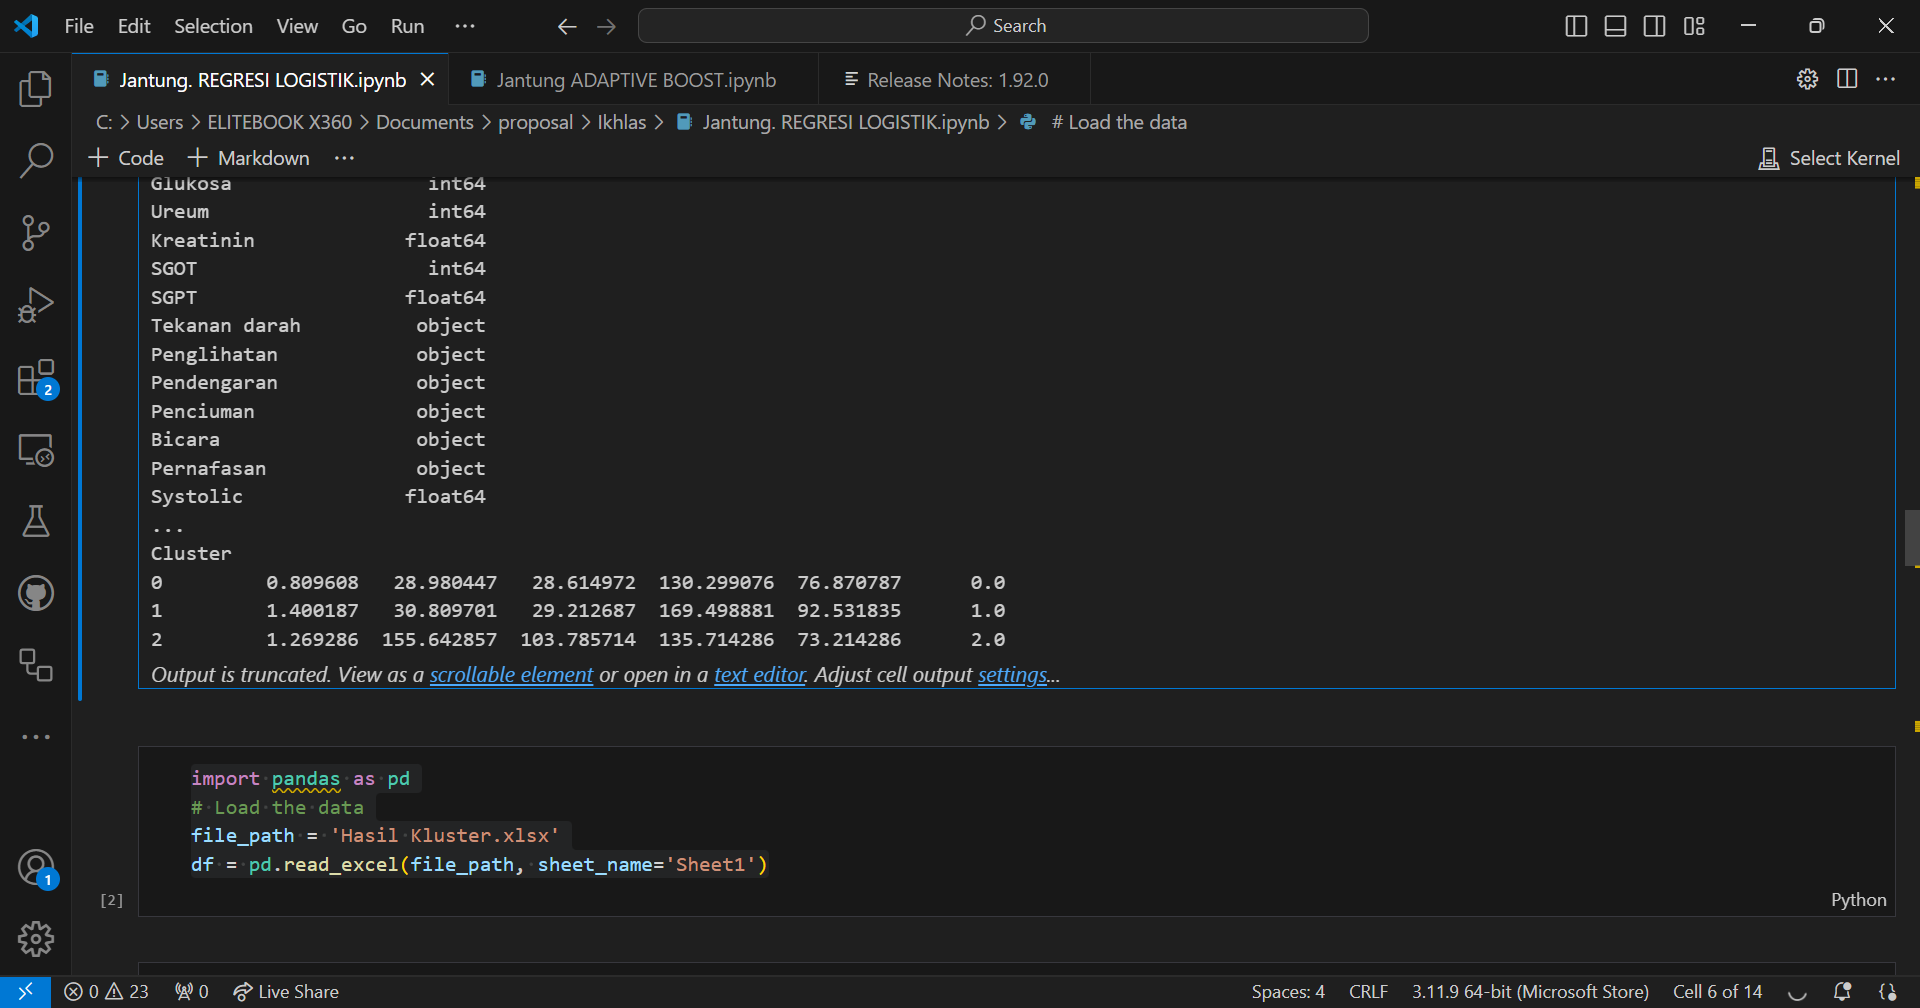 File Edit Selection View Go Run ··· Search
Jantung. REGRESI LOGISTIK.ipynb Jantung ADAPTIVE BOOST.ipynb Release Notes: 1.92.0
C: > Users > ELITEBOOK X360 > Documents > proposal > Ikhlas > Jantung. REGRESI LOGISTIK.ipynb > # Load the data
+ Code + Markdown ··· Select Kernel
Glukosa int64
Ureum int64
Kreatinin float64
SGOT int64
SGPT float64
Tekanan darah object
Penglihatan object
Pendengaran object
Penciuman object
Bicara object
Pernafasan object
Systolic float64
...
Cluster
0 0.809608 28.980447 28.614972 130.299076 76.870787 0.0
1 1.400187 30.809701 29.212687 169.498881 92.531835 1.0
2 1.269286 155.642857 103.785714 135.714286 73.214286 2.0
Output is truncated. View as a scrollable element or open in a text editor. Adjust cell output settings...
import pandas as pd
# Load the data
file_path = 'Hasil Kluster.xlsx'
df = pd.read_excel(file_path, sheet_name='Sheet1')
[2] Python
2
1
0 23 0 Live Share Spaces: 4 CRLF 3.11.9 64-bit (Microsoft Store) Cell 6 of 14